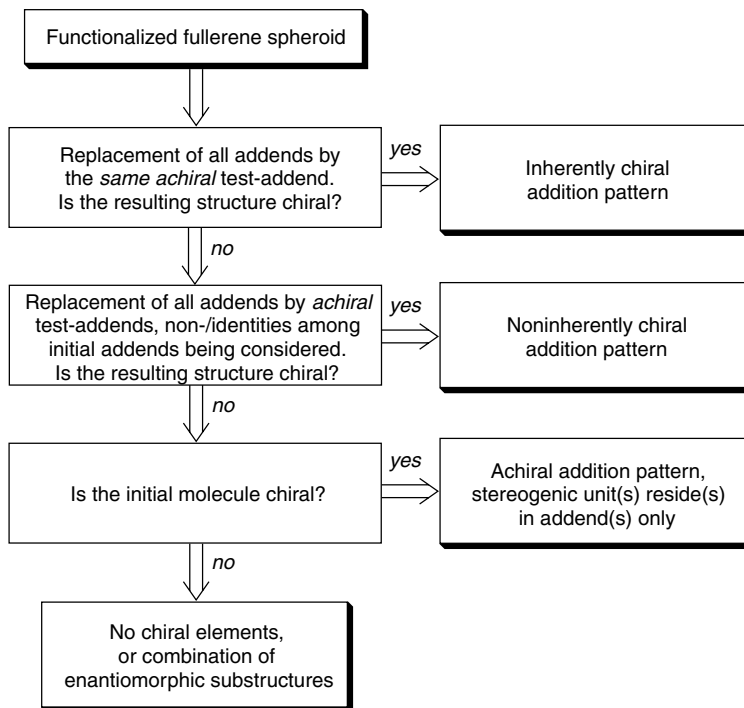 Functionalized fullerene spheroid
Replacement of all addends by
the same achiral test-addend.
Is the resulting structure chiral?
yes
Inherently chiral
addition pattern
no
Replacement of all addends by achiral
test-addends, non-/identities among
initial addends being considered.
Is the resulting structure chiral?
yes
Noninherently chiral
addition pattern
no
Is the initial molecule chiral?
yes
Achiral addition pattern,
stereogenic unit(s) reside(s)
in addend(s) only
no
No chiral elements,
or combination of
enantiomorphic substructures